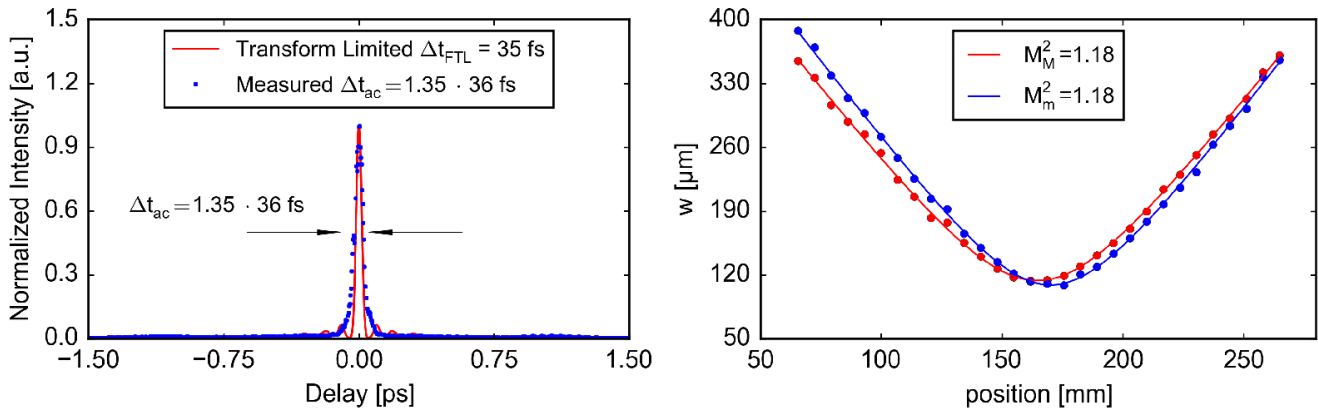 1.5
1.2
0.9
0.6
0.3
0.0
Normalized Intensity [a.u.]
Transform Limited Δt_FTL = 35 fs
Measured Δt_ac = 1.35 · 36 fs
Δt_ac = 1.35 · 36 fs
−1.50 −0.75 0.00 0.75 1.50
Delay [ps]
400
330
260
190
120
50
w [µm]
M²_M =1.18
M²_m =1.18
50 100 150 200 250
position [mm]